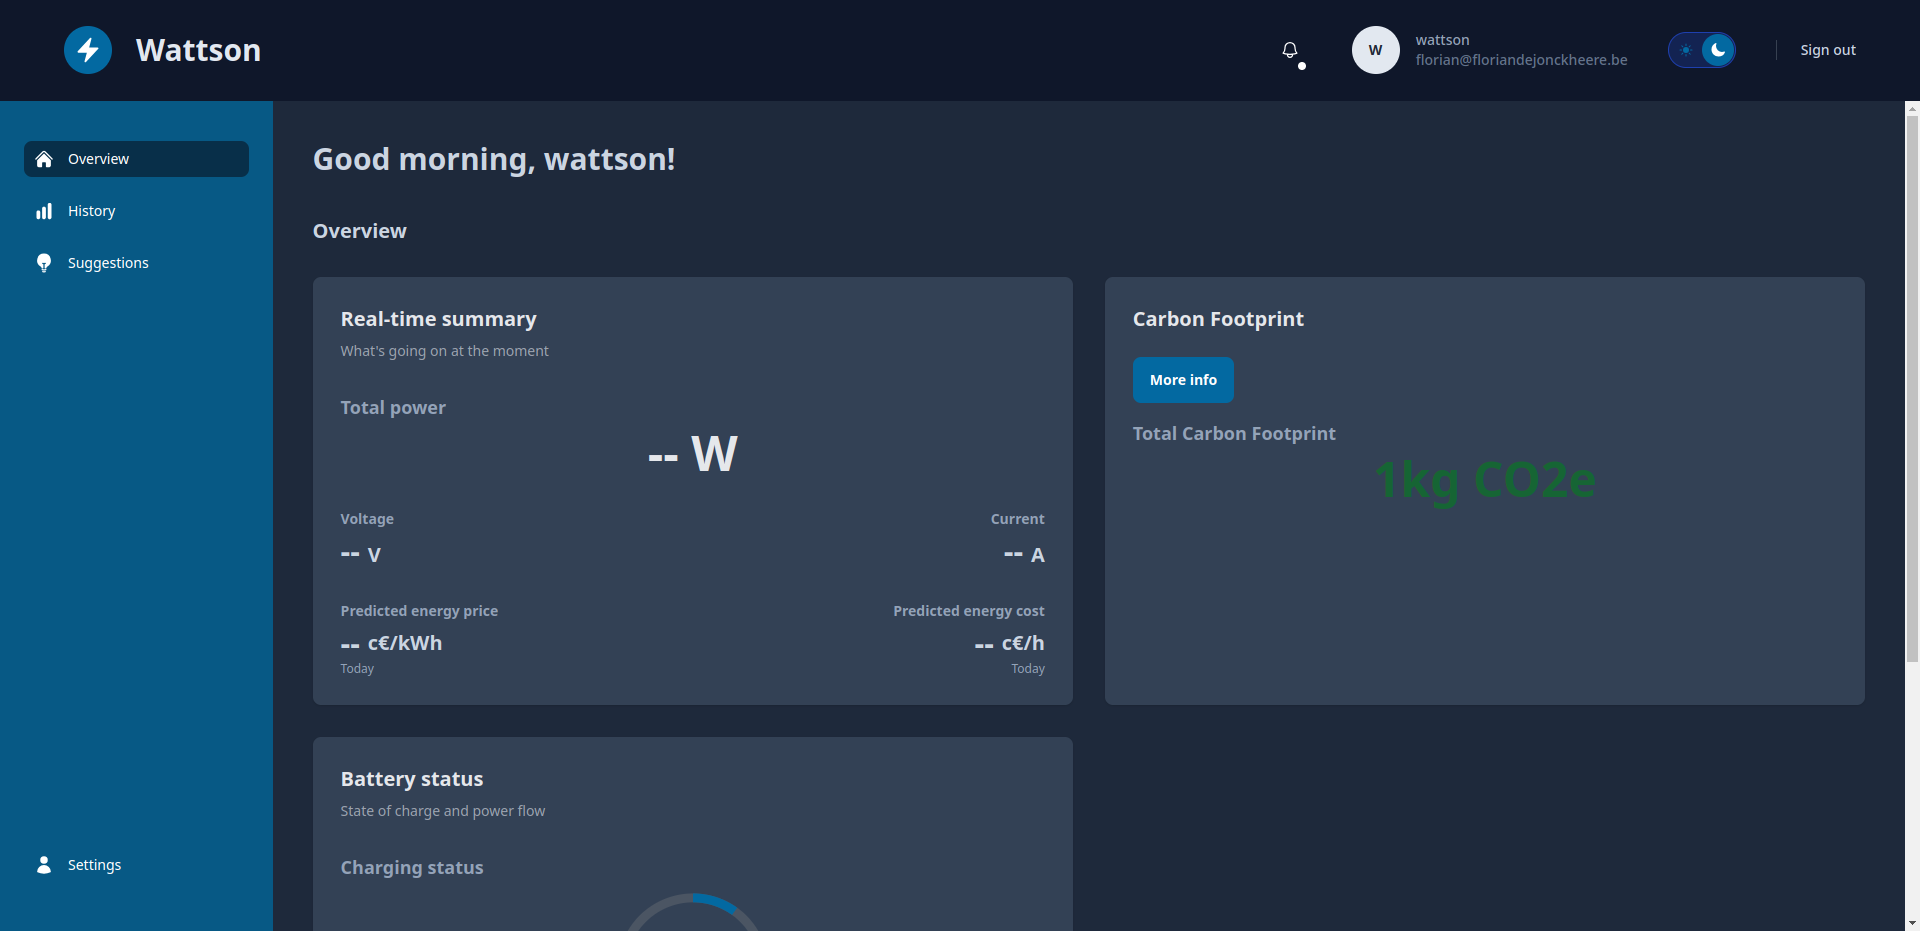 Wattson
W
wattson
florian@floriandejonckheere.be
Sign out
Overview
History
Suggestions
Settings
Good morning, wattson!
Overview
Real-time summary
What's going on at the moment
Total power
-- W
Voltage
Current
-- V
-- A
Predicted energy price
Predicted energy cost
-- c€/kWh
-- c€/h
Today
Today
Carbon Footprint
More info
Total Carbon Footprint
1kg CO2e
Battery status
State of charge and power flow
Charging status